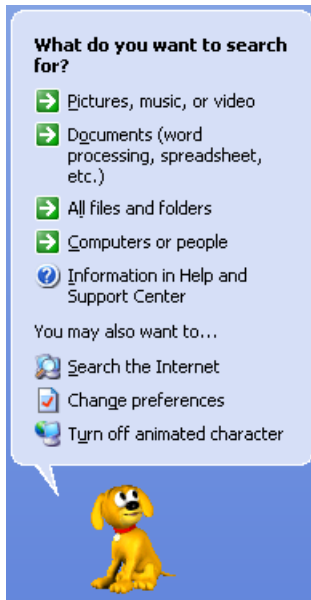 What do you want to search
for?
Pictures, music, or video
Documents (word
processing, spreadsheet,
etc.)
All files and folders
Computers or people
Information in Help and
Support Center
You may also want to...
Search the Internet
Change preferences
Turn off animated character